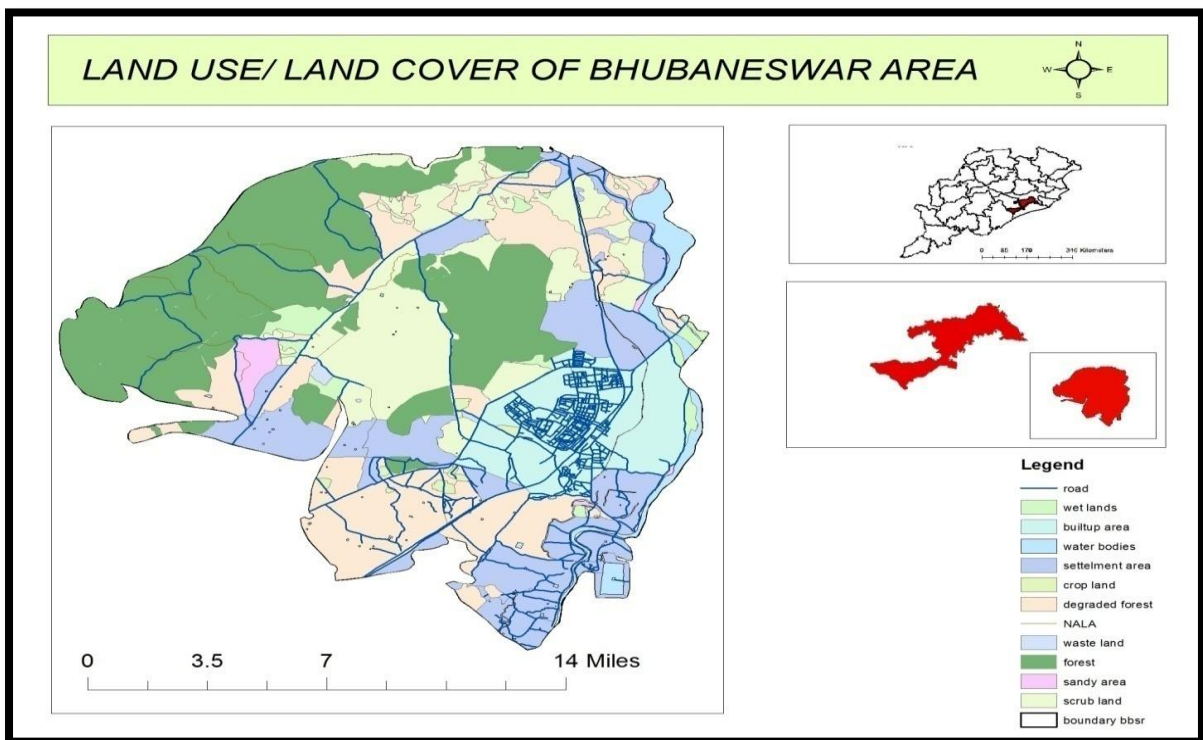 LAND USE/ LAND COVER OF BHUBANESWAR AREA
N
W E
S
0 85 170 340 Kilometers
0 3.5 7 14 Miles
Legend
road
wet lands
builtup area
water bodies
settelment area
crop land
degraded forest
NALA
waste land
forest
sandy area
scrub land
boundary bbsr